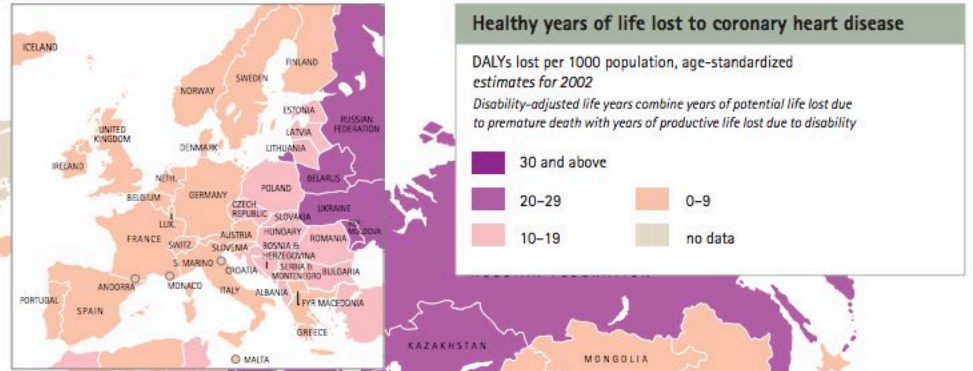 Healthy years of life lost to coronary heart disease
DALYs lost per 1000 population, age-standardized
estimates for 2002
Disability-adjusted life years combine years of potential life lost due
to premature death with years of productive life lost due to disability
30 and above
20–29
0–9
10–19
no data
ICELAND
FINLAND
NORWAY
SWEDEN
ESTONIA
RUSSIAN
FEDERATION
LATVIA
UNITED
KINGDOM
DENMARK
LITHUANIA
IRELAND
NETH.
BELARUS
POLAND
BELGIUM
GERMANY
CZECH
REPUBLIC
UKRAINE
LUX.
SLOVAKIA
FRANCE
AUSTRIA
HUNGARY
MOLDOVA
SWITZ.
SLOVENIA
ROMANIA
BOSNIA &
HERZEGOVINA
S. MARINO
CROATIA
SERBIA &
MONTENEGRO
BULGARIA
ANDORRA
MONACO
ITALY
ALBANIA
FYR MACEDONIA
PORTUGAL
SPAIN
GREECE
MALTA
KAZAKHSTAN
MONGOLIA